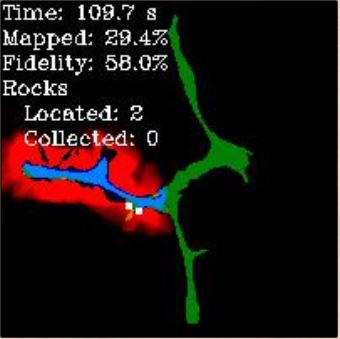 Time: 109.7 s
Mapped: 29.4%
Fidelity: 58.0%
Rocks
Located: 2
Collected: 0